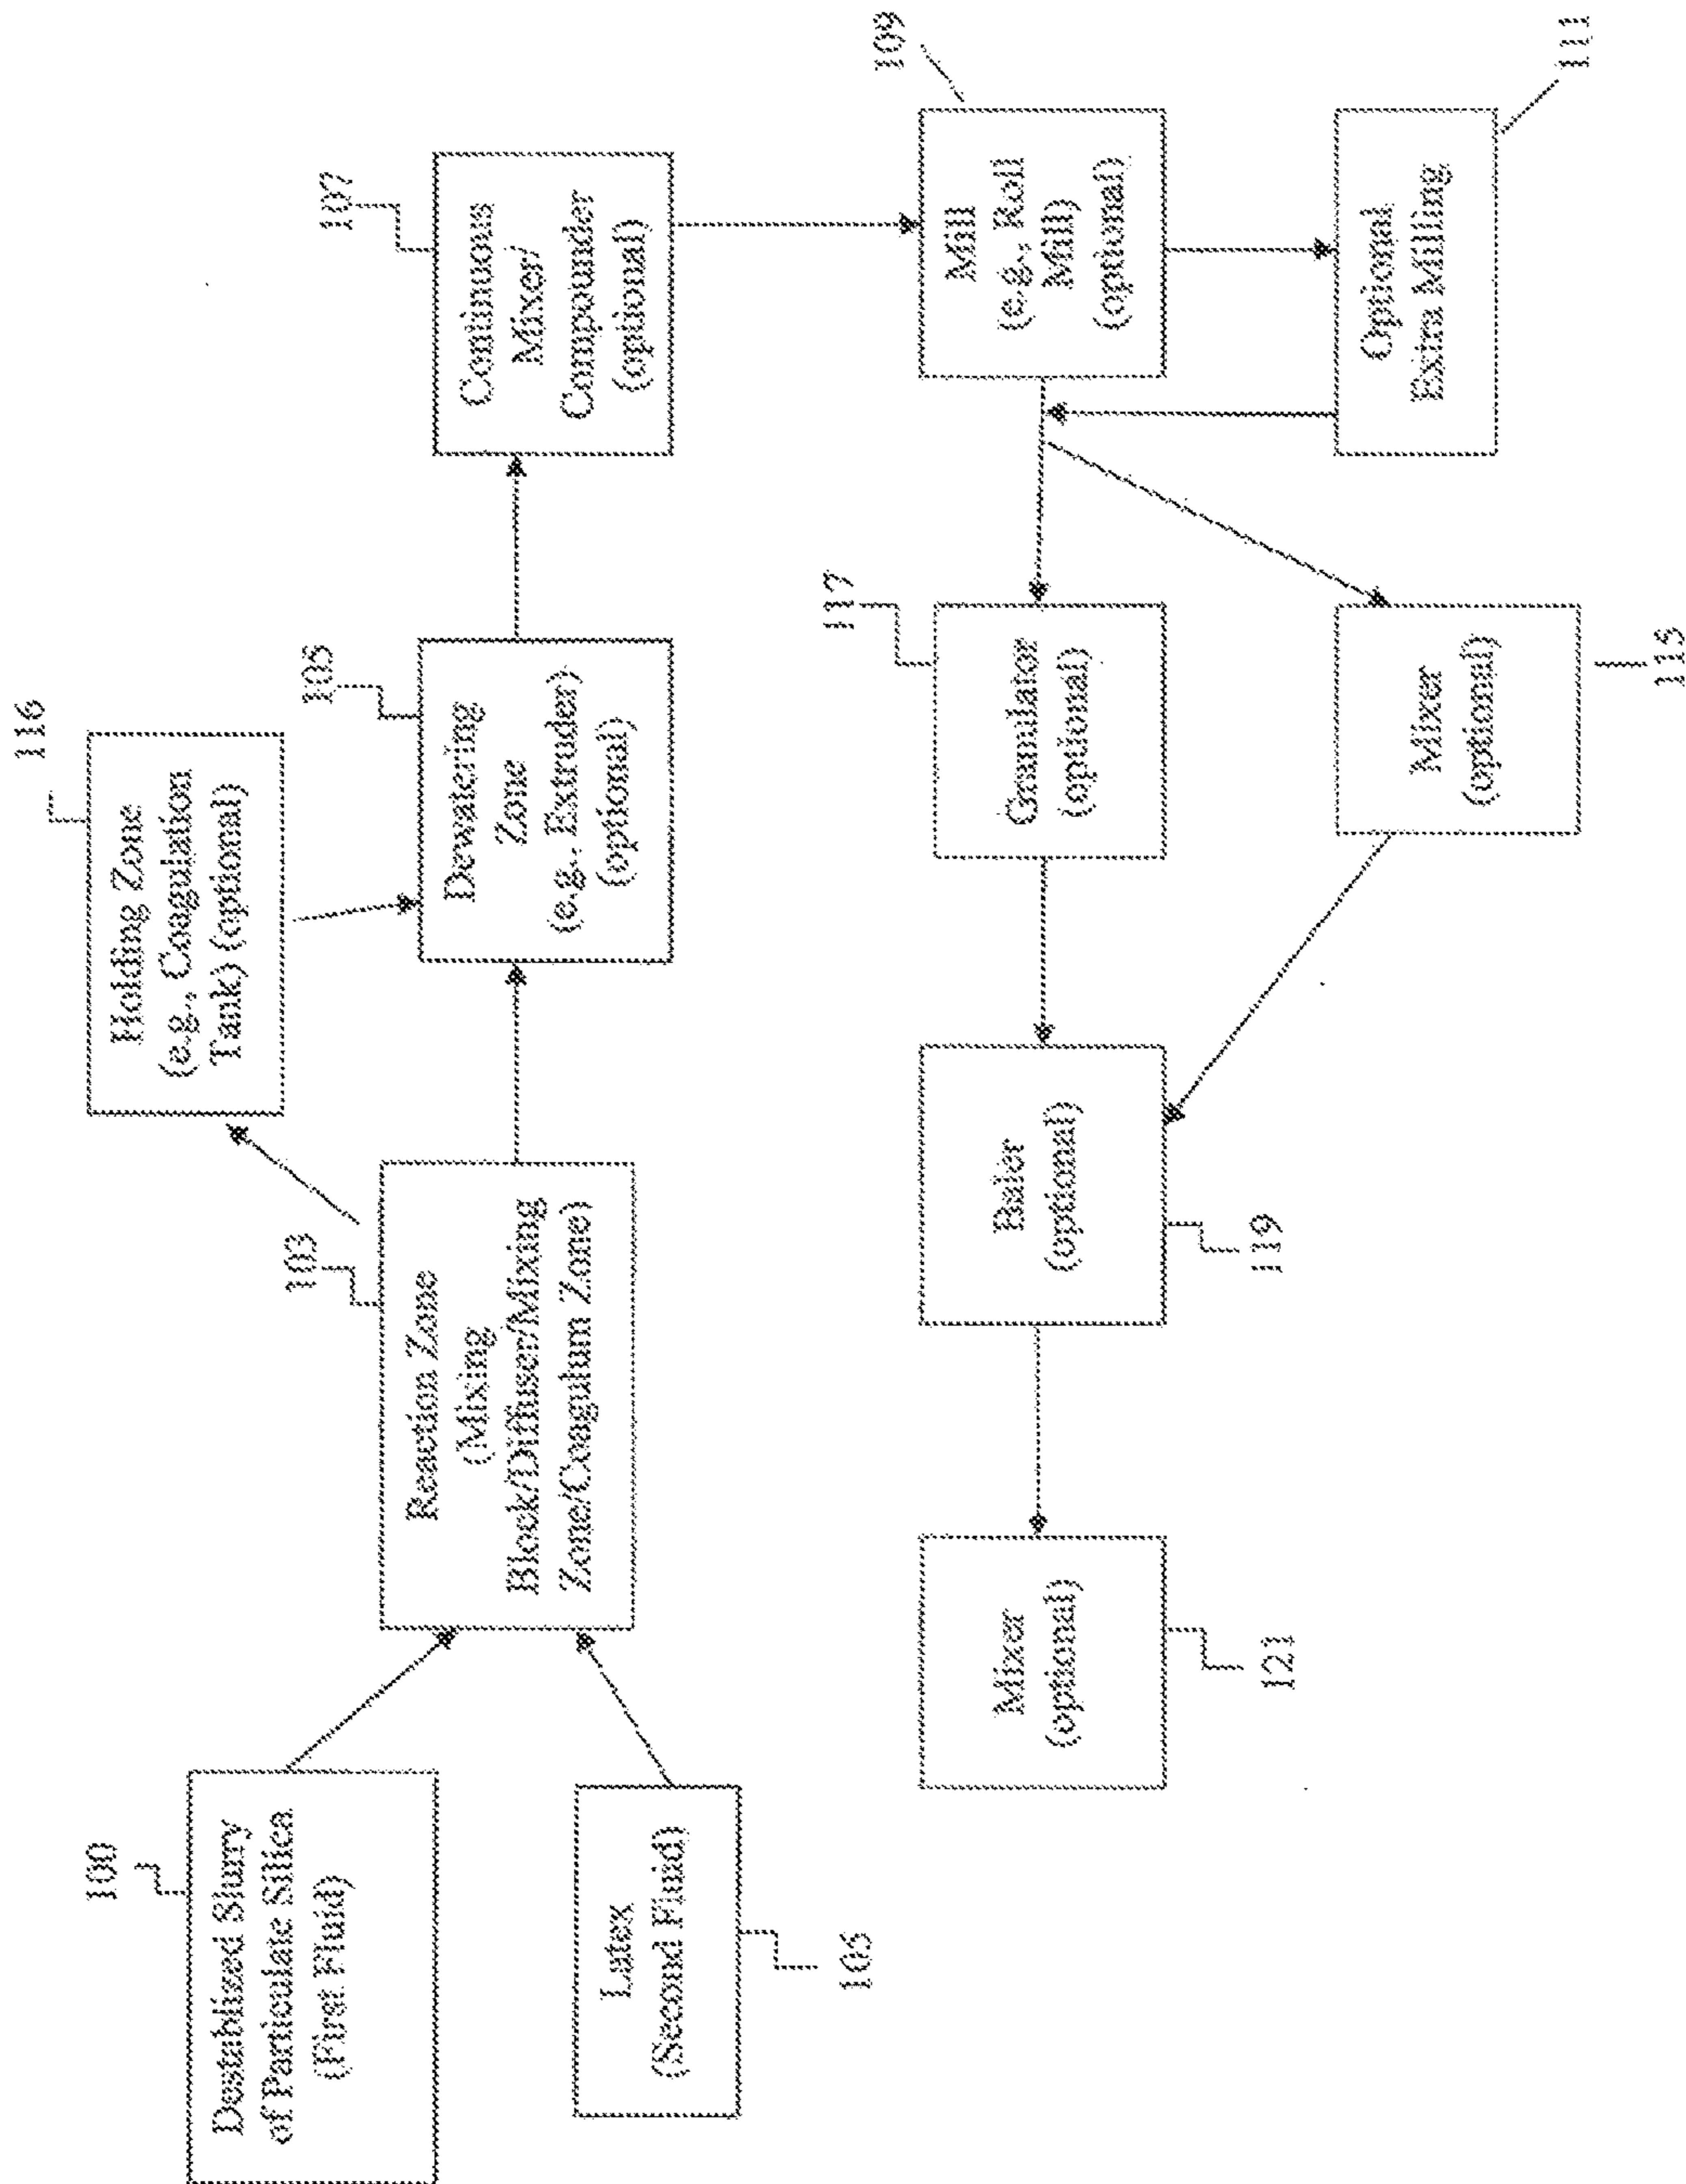 100
Destablized Slurry
of Particulate Silica
(First Fluid)
Latex
(Second Fluid)
105
103
Reaction Zone
(Mixing
Block/Diffuser/Mixing
Zone/Coagulum Zone)
116
Holding Zone
(e.g., Coagulation
Tank) (optional)
105
Dewatering
Zone
(e.g., Extruder)
(optional)
107
Continuous
Mixer/
Compounder
(optional)
109
Mill
(e.g., Roll
Mill)
(optional)
Optional
Extra Milling
111
117
Granulator
(optional)
Mixer
(optional)
115
Baler
(optional)
119
Mixer
(optional)
121